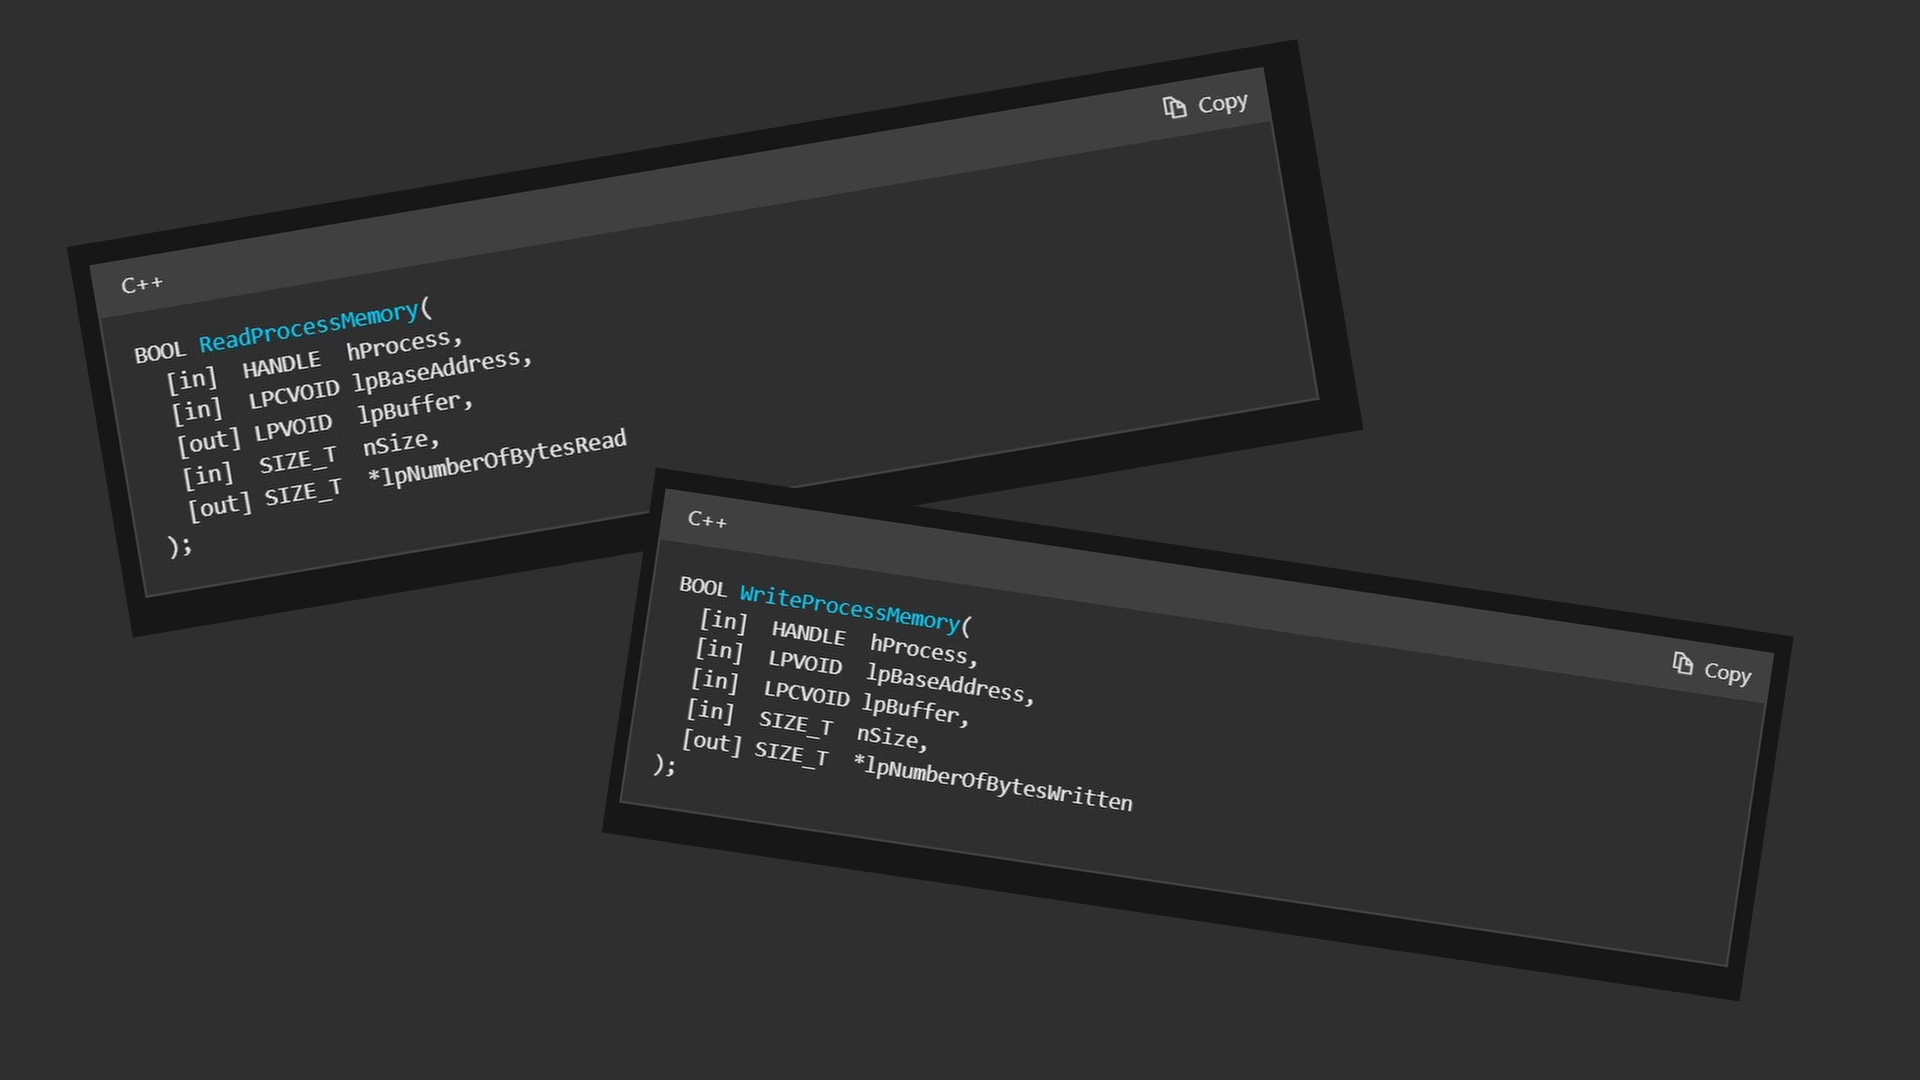 C++
Copy
BOOL ReadProcessMemory(
[in] HANDLE hProcess,
[in] LPCVOID lpBaseAddress,
[out] LPVOID lpBuffer,
[in] SIZE_T nSize,
[out] SIZE_T *lpNumberOfBytesRead
);
C++
Copy
BOOL WriteProcessMemory(
[in] HANDLE hProcess,
[in] LPVOID lpBaseAddress,
[in] LPCVOID lpBuffer,
[in] SIZE_T nSize,
[out] SIZE_T *lpNumberOfBytesWritten
);